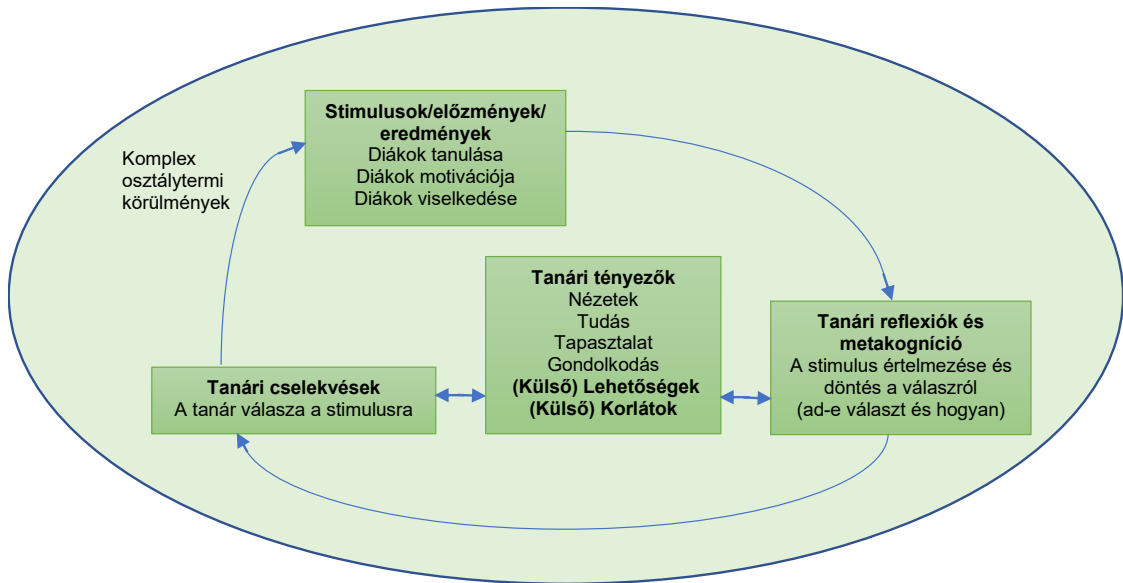 Stimulusok/előzmények/
eredmények
Diákok tanulása
Diákok motivációja
Diákok viselkedése
Komplex
osztálytermi
körülmények
Tanári tényezők
Nézetek
Tudás
Tapasztalat
Gondolkodás
(Külső) Lehetőségek
(Külső) Korlátok
Tanári reflexiók és
metakogníció
A stimulus értelmezése és
döntés a válaszról
(ad-e választ és hogyan)
Tanári cselekvések
A tanár válasza a stimulusra